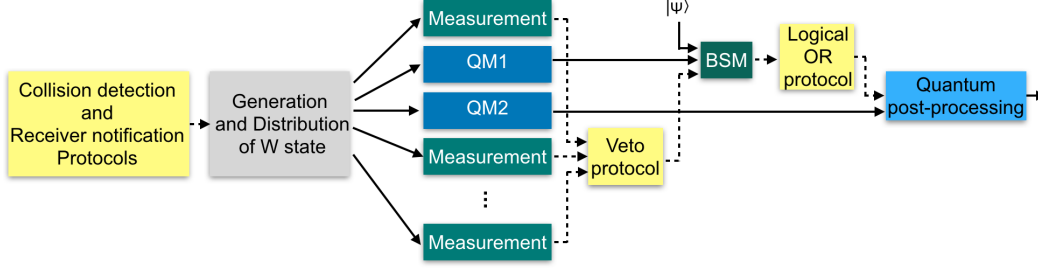 Collision detection
and
Receiver notification
Protocols
Generation
and Distribution
of W state
Measurement
QM1
QM2
Measurement
⋮
Measurement
Veto
protocol
|Ψ⟩
BSM
Logical
OR
protocol
Quantum
post-processing